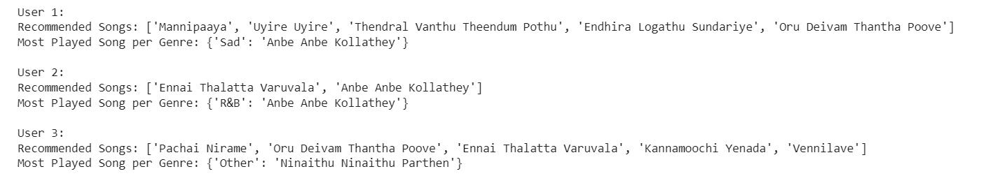 User 1:
Recommended Songs: ['Mannipaaya', 'Uyire Uyire', 'Thendral Vanthu Theendum Pothu', 'Endhira Logathu Sundariye', 'Oru Deivam Thantha Poove']
Most Played Song per Genre: {'Sad': 'Anbe Anbe Kollathey'}
User 2:
Recommended Songs: ['Ennai Thalatta Varuvala', 'Anbe Anbe Kollathey']
Most Played Song per Genre: {'R&B': 'Anbe Anbe Kollathey'}
User 3:
Recommended Songs: ['Pachai Nirame', 'Oru Deivam Thantha Poove', 'Ennai Thalatta Varuvala', 'Kannamoochi Yenada', 'Vennilave']
Most Played Song per Genre: {'Other': 'Ninaithu Ninaithu Parthen'}